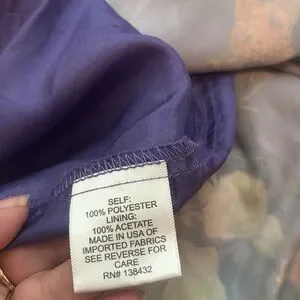 SELF:
100% POLYESTER
LINING:
100% ACETATE
MADE IN USA OF
IMPORTED FABRICS
SEE REVERSE FOR
CARE
RN# 138432